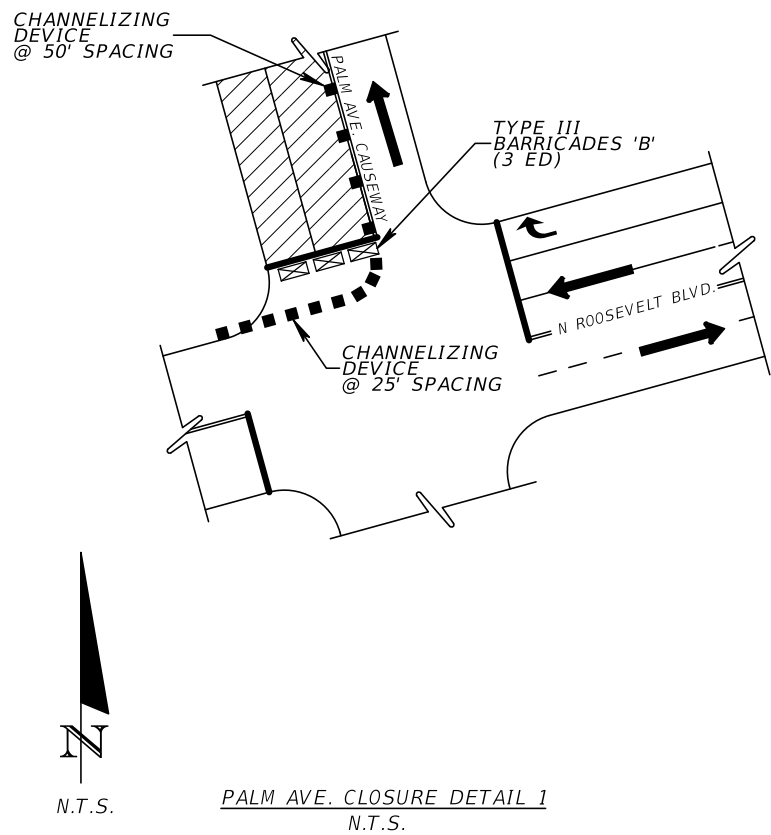 CHANNELIZING
DEVICE
@ 50' SPACING
PALM AVE. CAUSEWAY
TYPE III
BARRICADES 'B'
(3 ED)
N ROOSEVELT BLVD.
CHANNELIZING
DEVICE
@ 25' SPACING
N
N.T.S.
PALM AVE. CLOSURE DETAIL 1
N.T.S.